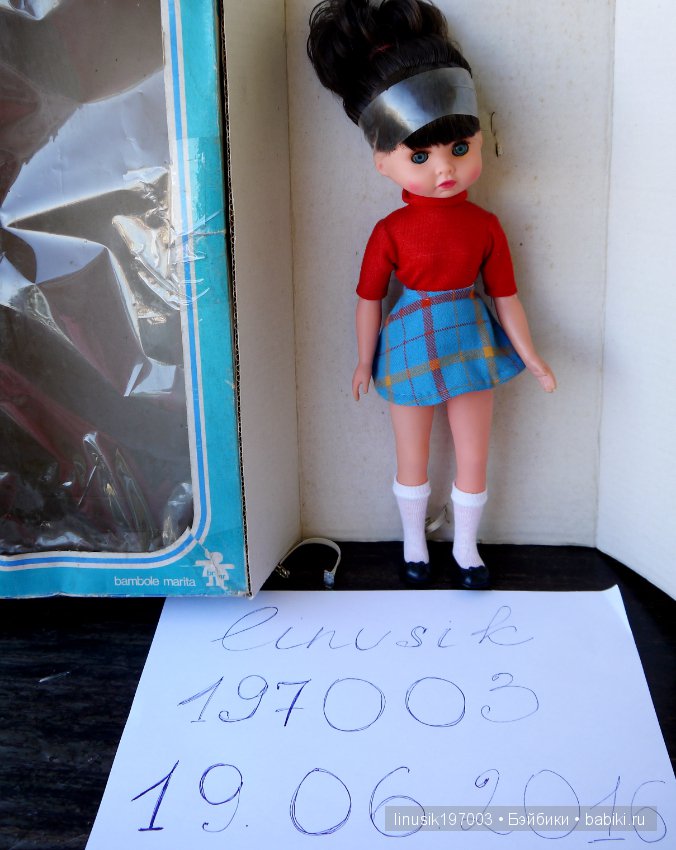 bambole marita
linusik
197003
19.06.2016
linusik197003 • Бэйбики • babiki.ru